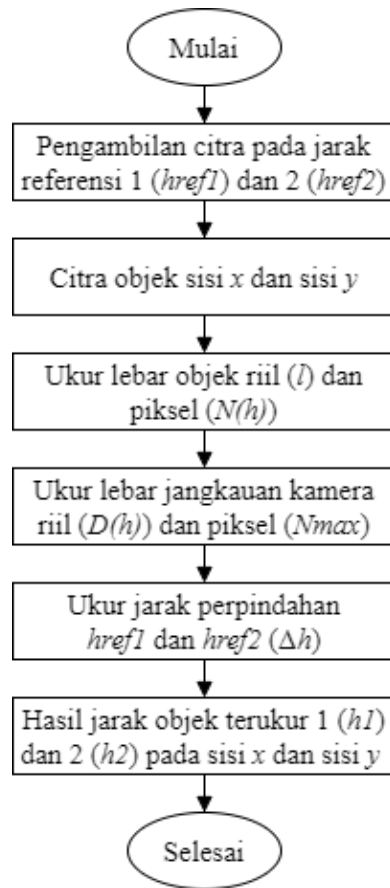 Mulai
Pengambilan citra pada jarak
referensi 1 (href1) dan 2 (href2)
Citra objek sisi x dan sisi y
Ukur lebar objek riil (l) dan
piksel (N(h))
Ukur lebar jangkauan kamera
riil (D(h)) dan piksel (Nmax)
Ukur jarak perpindahan
href1 dan href2 (Δh)
Hasil jarak objek terukur 1 (h1)
dan 2 (h2) pada sisi x dan sisi y
Selesai